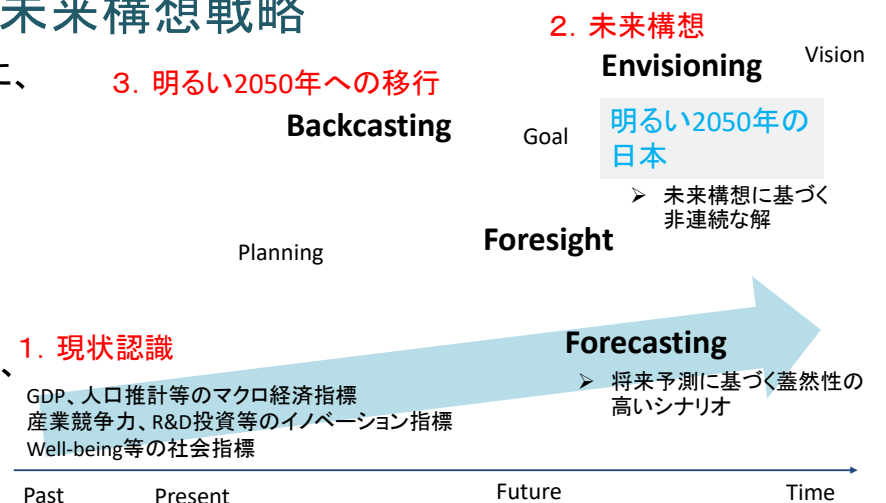 未来構想戦略
2．未来構想
に、
3．明るい2050年への移行
Envisioning
Vision
Backcasting
Goal
明るい2050年の
日本
➢ 未来構想に基づく
非連続な解
Planning
Foresight
1．現状認識
、
Forecasting
GDP、人口推計等のマクロ経済指標
産業競争力、R&D投資等のイノベーション指標
Well-being等の社会指標
➢ 将来予測に基づく蓋然性の
高いシナリオ
Past
Present
Future
Time